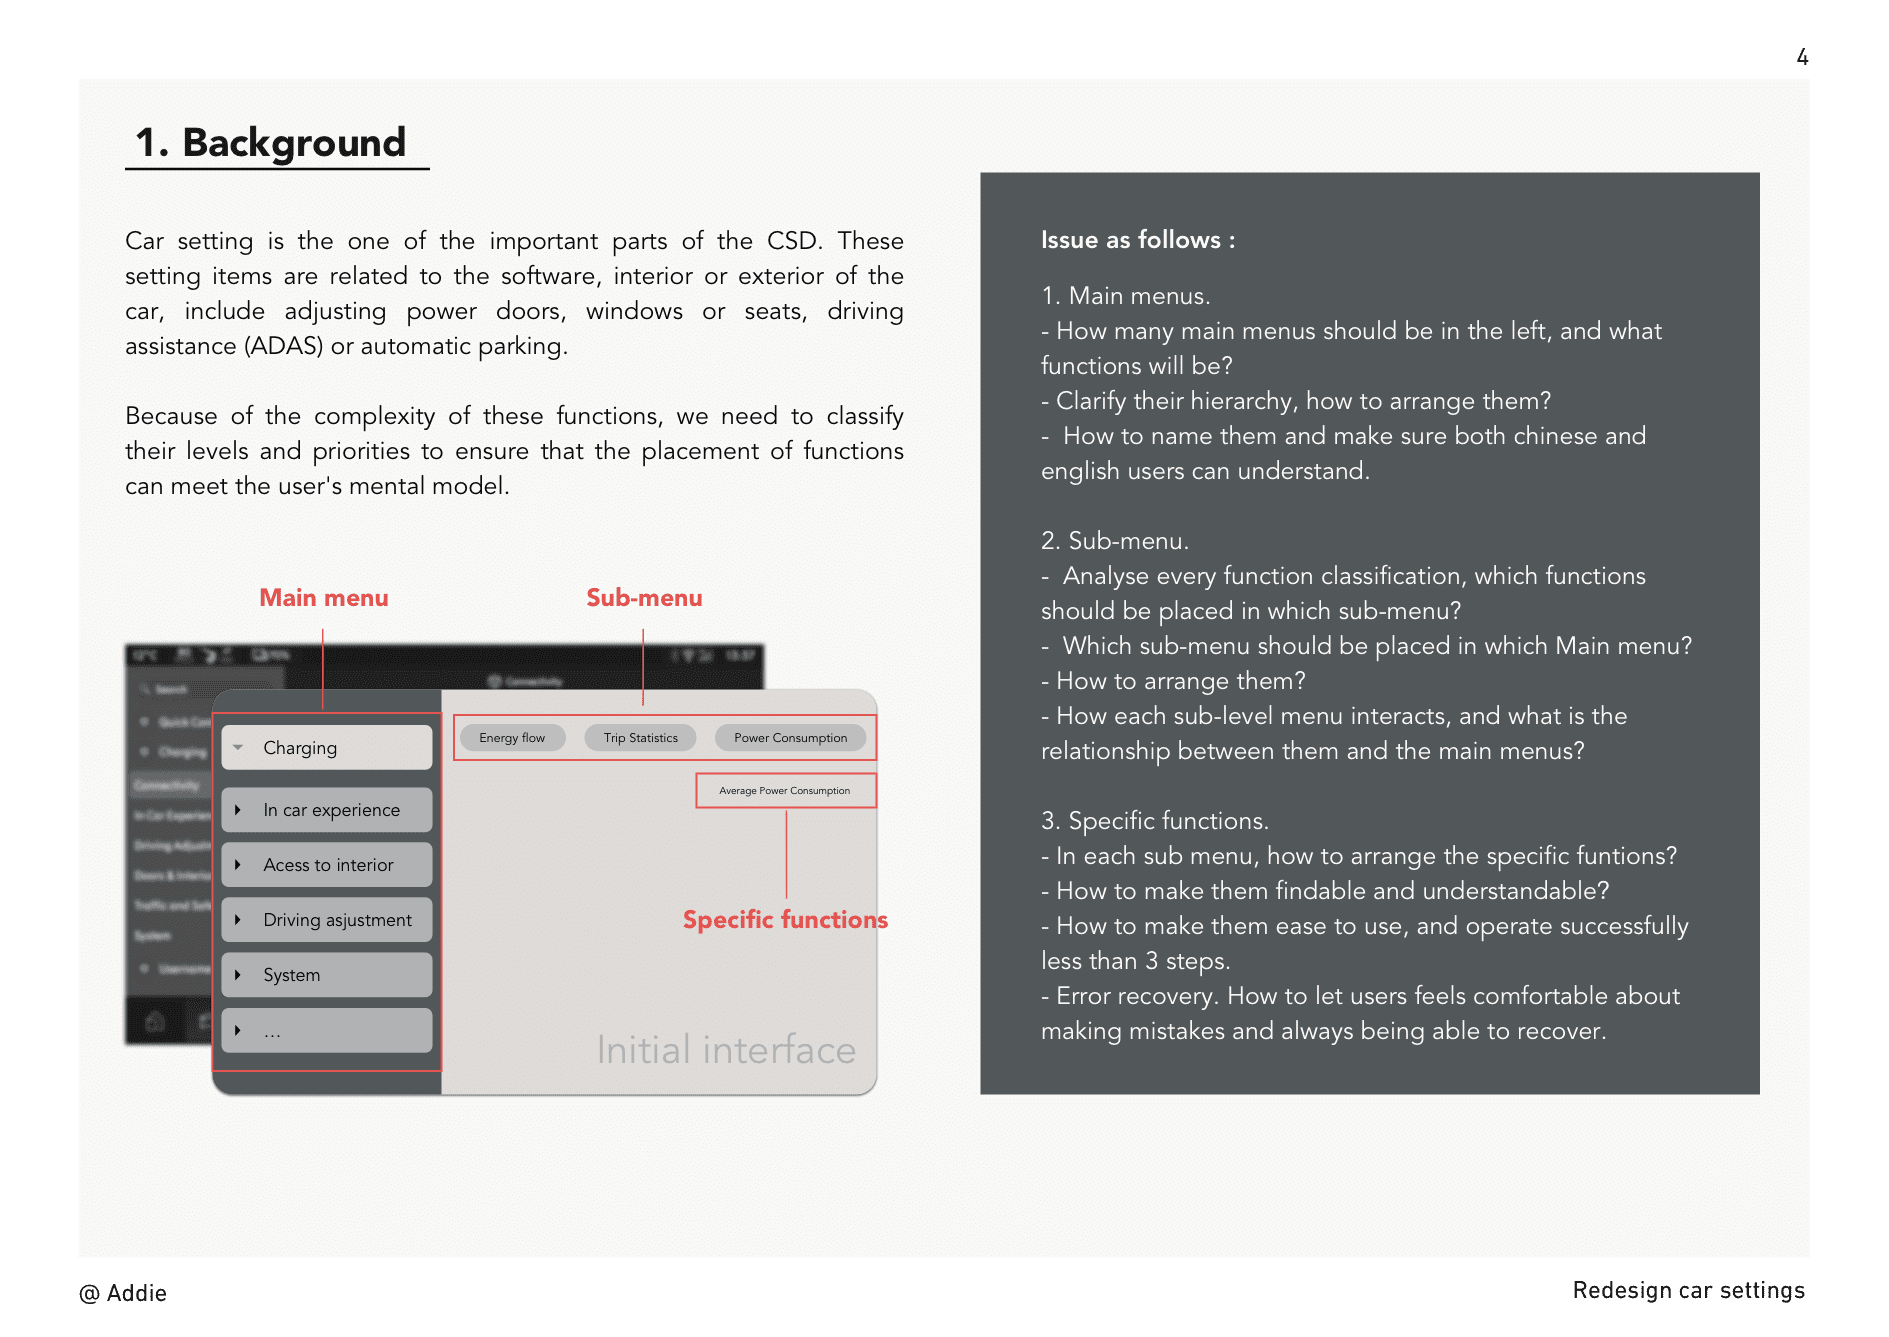 4
1. Background
Car setting is the one of the important parts of the CSD. These
setting items are related to the software, interior or exterior of the
car, include adjusting power doors, windows or seats, driving
assistance (ADAS) or automatic parking.
Because of the complexity of these functions, we need to classify
their levels and priorities to ensure that the placement of functions
can meet the user's mental model.
Main menu
Sub-menu
12°C
13:37
Search
Connectivity
Charging
Connectivity
System
Username
Charging
In car experience
Acess to interior
Driving asjustment
System
...
Energy flow
Trip Statistics
Power Consumption
Average Power Consumption
Specific functions
Initial interface
Issue as follows :
1. Main menus.
- How many main menus should be in the left, and what
functions will be?
- Clarify their hierarchy, how to arrange them?
-  How to name them and make sure both chinese and
english users can understand.
2. Sub-menu.
-  Analyse every function classification, which functions
should be placed in which sub-menu?
-  Which sub-menu should be placed in which Main menu?
- How to arrange them?
- How each sub-level menu interacts, and what is the
relationship between them and the main menus?
3. Specific functions.
- In each sub menu, how to arrange the specific funtions?
- How to make them findable and understandable?
- How to make them ease to use, and operate successfully
less than 3 steps.
- Error recovery. How to let users feels comfortable about
making mistakes and always being able to recover.
@ Addie
Redesign car settings